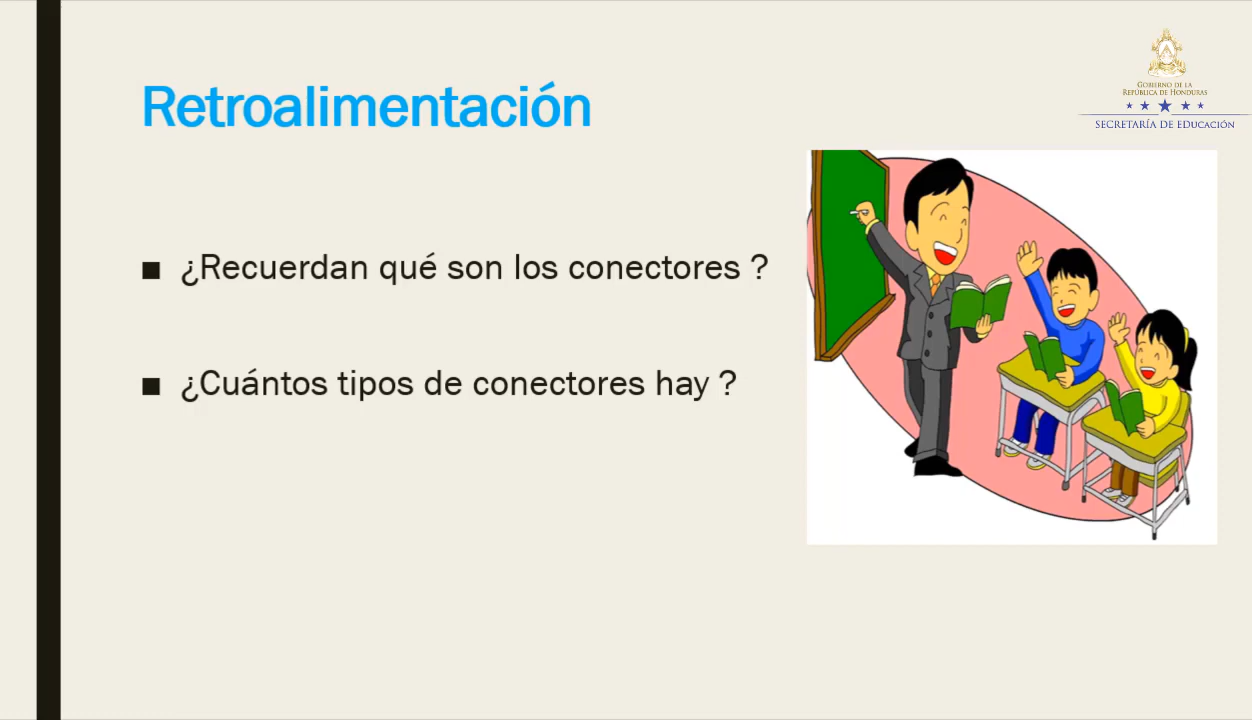 Retroalimentación
GOBIERNO DE LA
REPÚBLICA DE HONDURAS
SECRETARÍA DE EDUCACIÓN
¿Recuerdan qué son los conectores ?
¿Cuántos tipos de conectores hay ?